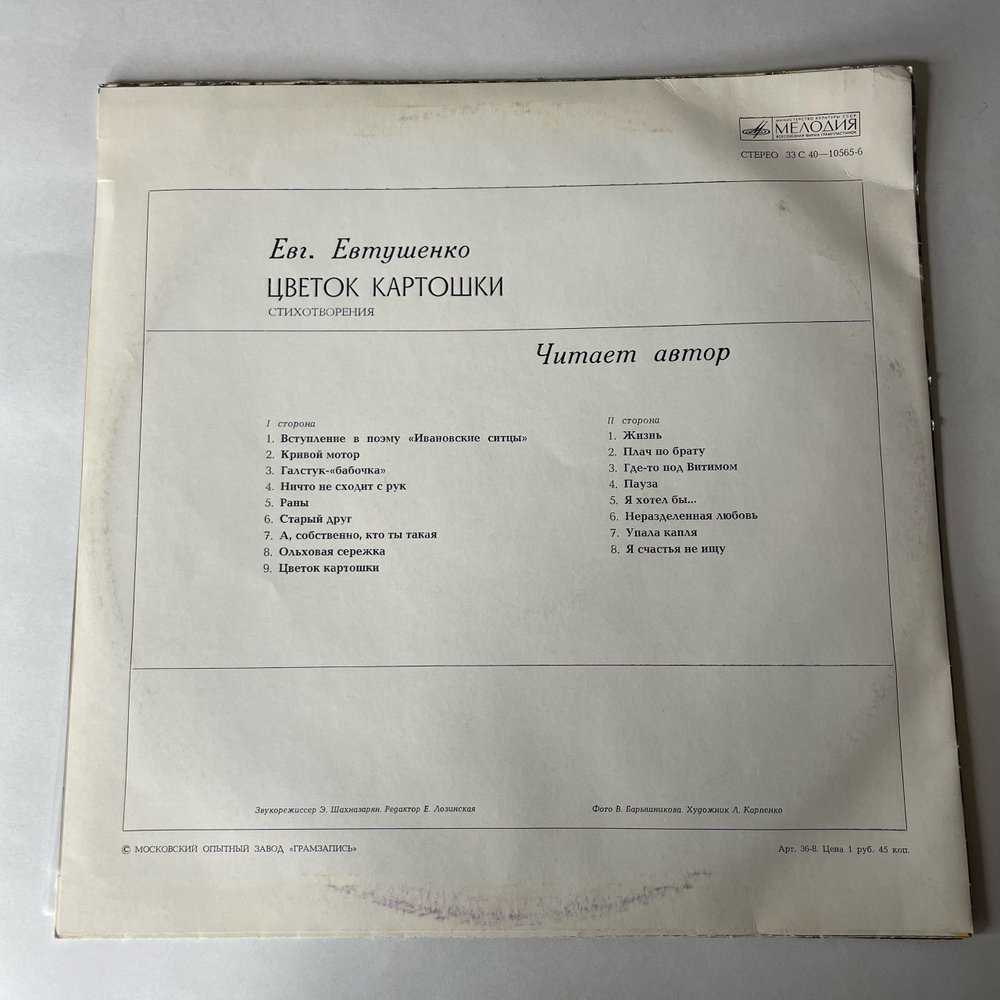 МИНИСТЕРСТВО КУЛЬТУРЫ СССР
МЕЛОДИЯ
ВСЕСОЮЗНАЯ ФИРМА ГРАМПЛАСТИНОК
СТЕРЕО 33 С 40—10565-6
Евг. Евтушенко
ЦВЕТОК КАРТОШКИ
СТИХОТВОРЕНИЯ
Читает автор
I сторона
1. Вступление в поэму «Ивановские ситцы»
2. Кривой мотор
3. Галстук-«бабочка»
4. Ничто не сходит с рук
5. Раны
6. Старый друг
7. А, собственно, кто ты такая
8. Ольховая сережка
9. Цветок картошки
II сторона
1. Жизнь
2. Плач по брату
3. Где-то под Витимом
4. Пауза
5. Я хотел бы...
6. Неразделенная любовь
7. Упала капля
8. Я счастья не ищу
Звукорежиссер Э. Шахназарян. Редактор Е. Лозинская
Фото В. Барышникова. Художник Л. Карпенко
© МОСКОВСКИЙ ОПЫТНЫЙ ЗАВОД «ГРАМЗАПИСЬ»
Арт. 36-8. Цена 1 руб. 45 коп.